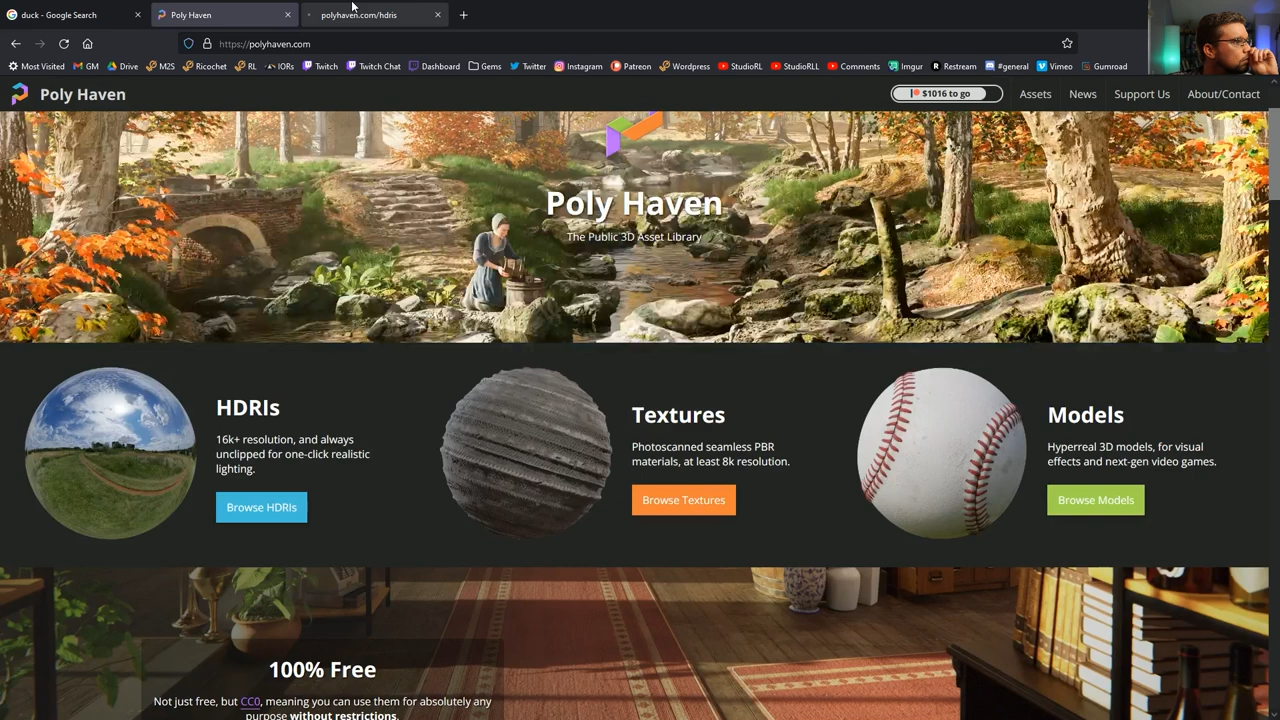 duck - Google Search
Poly Haven
polyhaven.com/hdris
https://polyhaven.com
Most Visited
GM
Drive
M2S
Ricochet
RL
IORs
Twitch
Twitch Chat
Dashboard
Gems
Twitter
Instagram
Patreon
Wordpress
StudioRL
StudioRLL
Comments
Imgur
Restream
#general
Vimeo
Gumroad
Poly Haven
$1016 to go
Assets
News
Support Us
About/Contact
Poly Haven
The Public 3D Asset Library
HDRIs
16k+ resolution, and always
unclipped for one-click realistic
lighting.
Browse HDRIs
Textures
Photoscanned seamless PBR
materials, at least 8k resolution.
Browse Textures
Models
Hyperreal 3D models, for visual
effects and next-gen video games.
Browse Models
100% Free
Not just free, but CC0, meaning you can use them for absolutely any
purpose without restrictions.